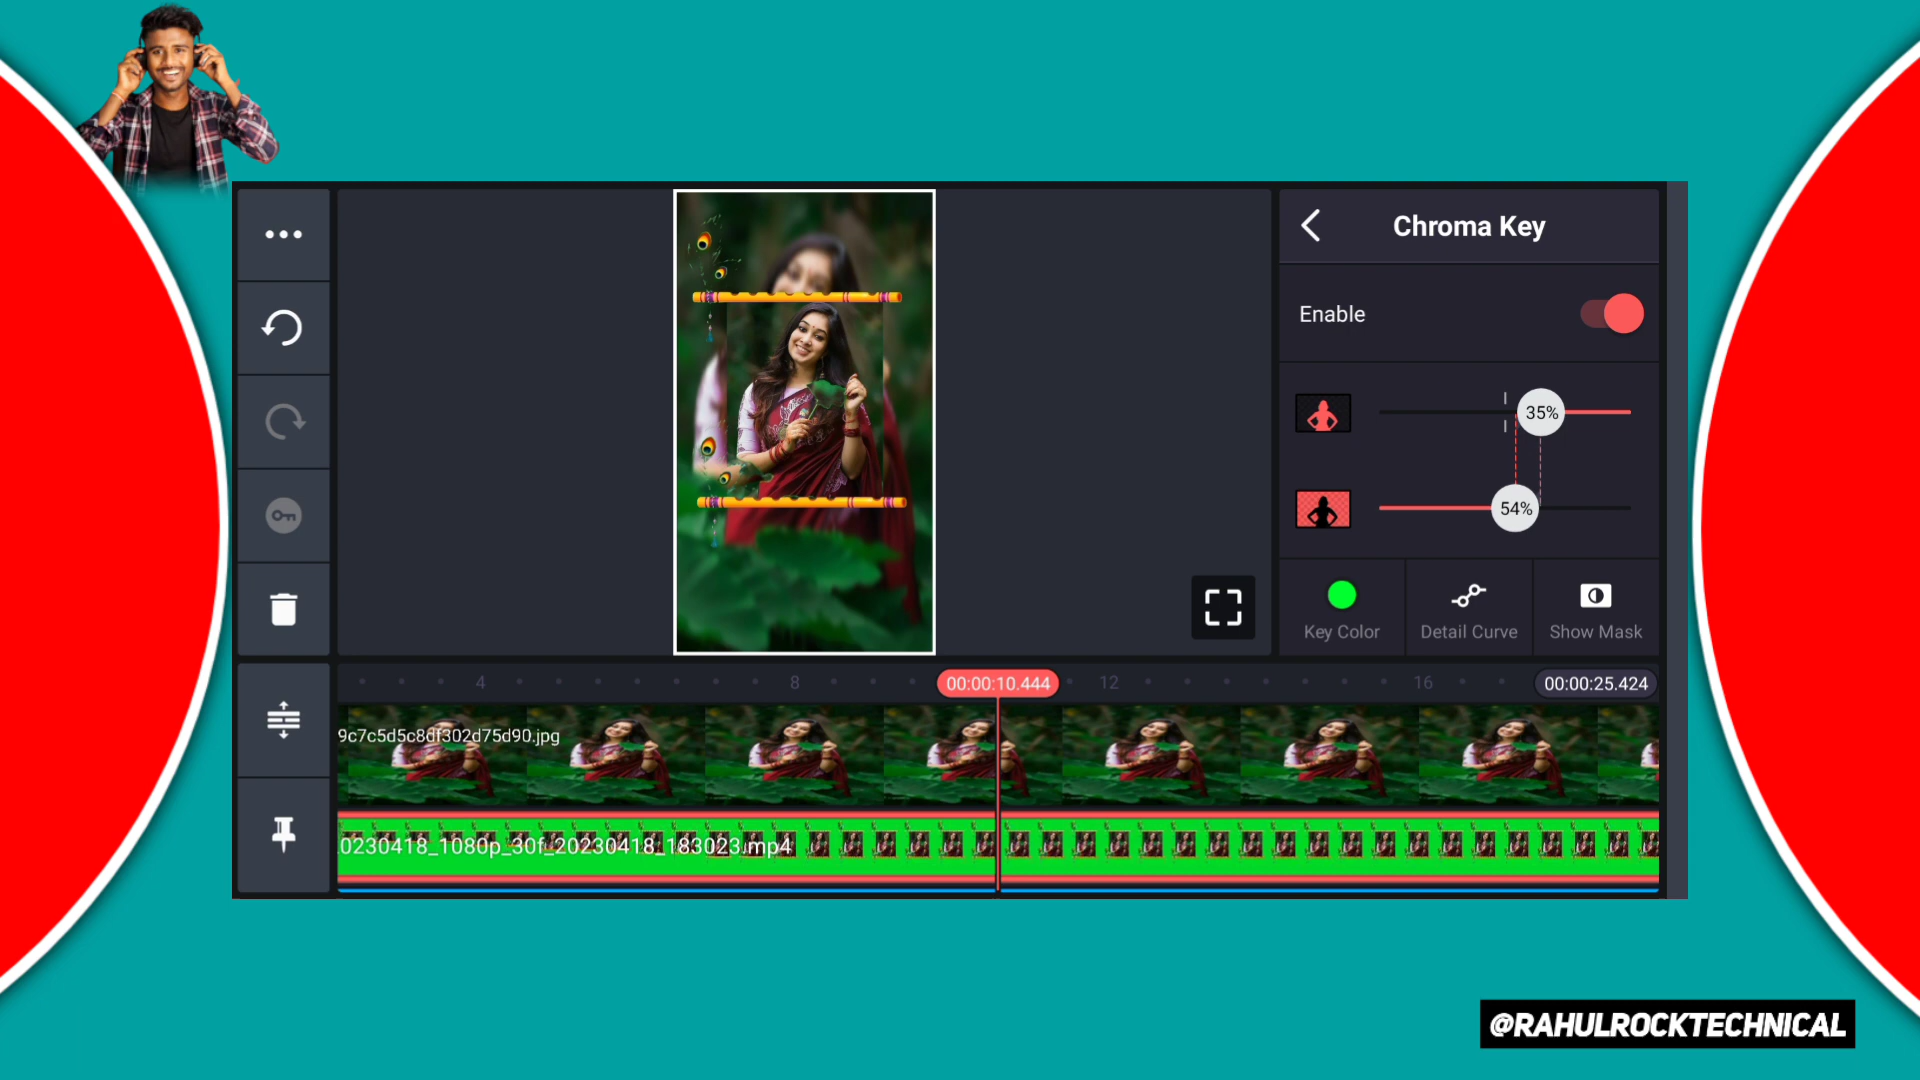 Chroma Key
Enable
35%
54%
Key Color
Detail Curve
Show Mask
4
8
00:00:10.444
12
16
00:00:25.424
9c7c5d5c8df302d75d90.jpg
0230418_1080p_30f_20230418_183023.mp4
@RAHULROCKTECHNICAL